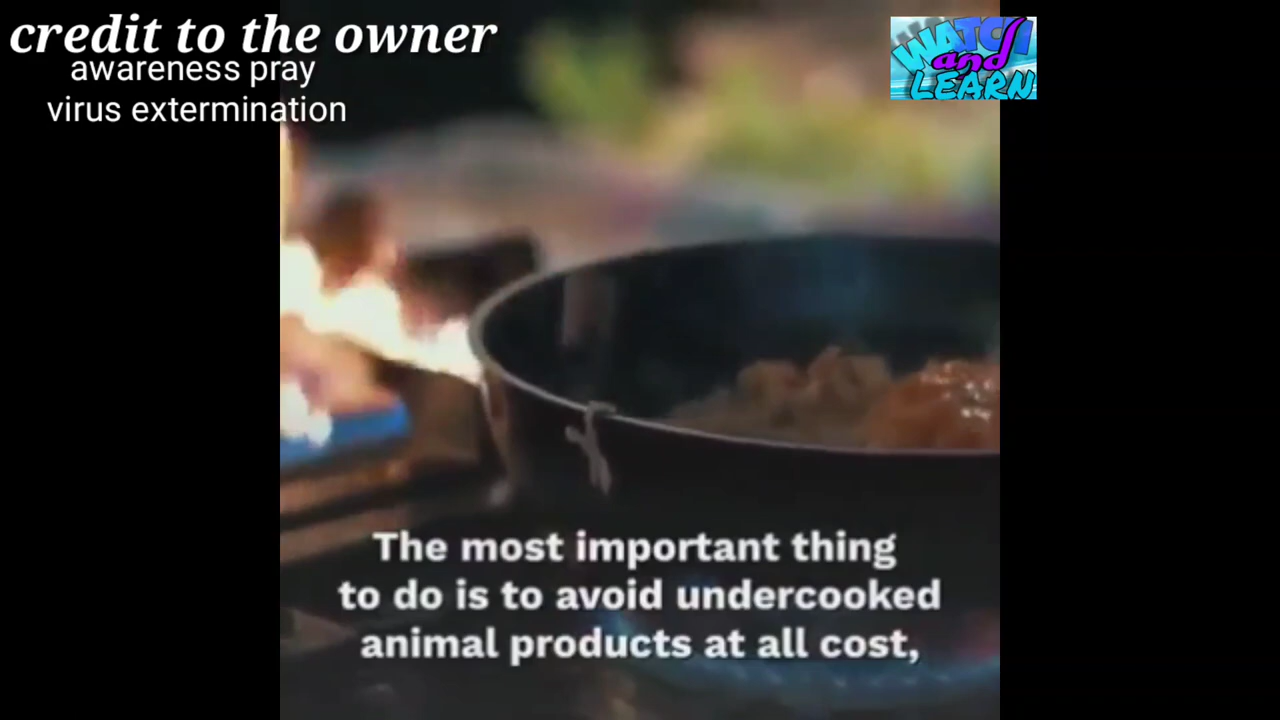 credit to the owner
awareness pray
virus extermination
WATCH
and
LEARN
The most important thing
to do is to avoid undercooked
animal products at all cost,